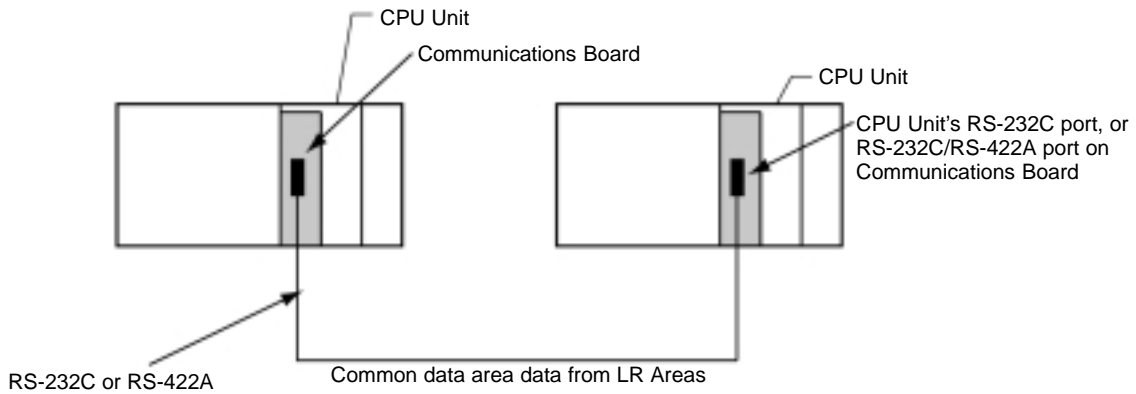 CPU Unit
Communications Board
CPU Unit
CPU Unit's RS-232C port, or
RS-232C/RS-422A port on
Communications Board
RS-232C or RS-422A
Common data area data from LR Areas